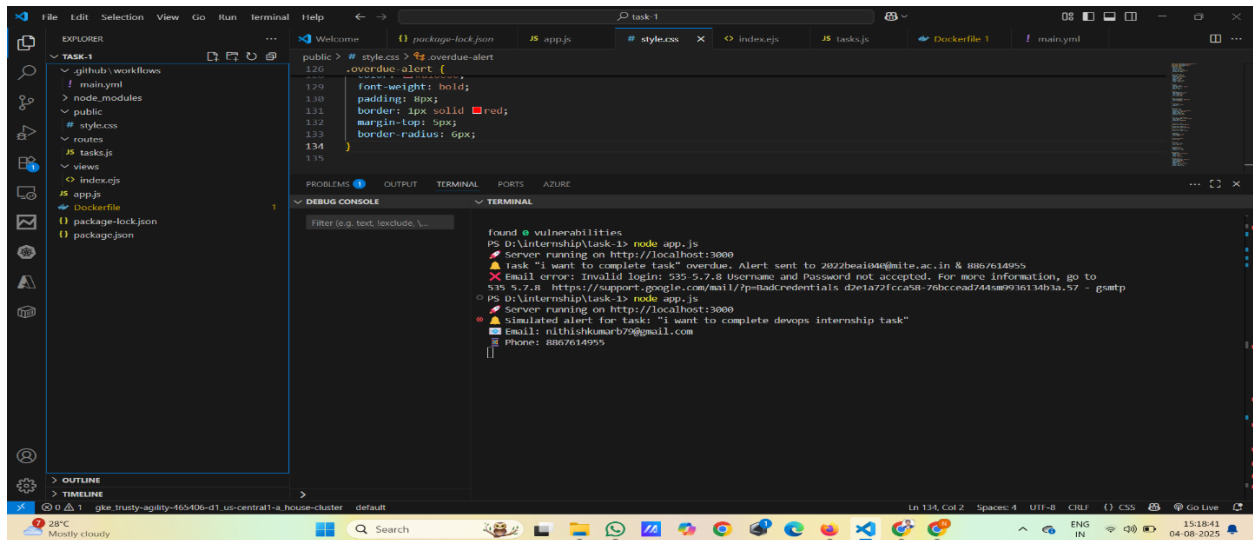 File Edit Selection View Go Run Terminal Help
task-1
EXPLORER
TASK-1
.github\workflows
main.yml
node_modules
public
style.css
routes
tasks.js
views
index.ejs
app.js
Dockerfile 1
package-lock.json
package.json
OUTLINE
TIMELINE
Welcome
package-lock.json
app.js
style.css
index.ejs
tasks.js
Dockerfile 1
main.yml
public > # style.css > .overdue-alert
126 .overdue-alert {
129 font-weight: bold;
130 padding: 8px;
131 border: 1px solid red;
132 margin-top: 5px;
133 border-radius: 6px;
134 }
135
PROBLEMS 1 OUTPUT TERMINAL PORTS AZURE
DEBUG CONSOLE
Filter (e.g. text, !exclude, \...
TERMINAL
found 0 vulnerabilities
PS D:\internship\task-1> node app.js
Server running on http://localhost:3000
Task "i want to complete task" overdue. Alert sent to 2022beai040@mite.ac.in & 8867614955
Email error: Invalid login: 535-5.7.8 Username and Password not accepted. For more information, go to
535 5.7.8 https://support.google.com/mail/?p=BadCredentials d2e1a72fcca58-76bccead744sm9936134b3a.57 - gsmtp
PS D:\internship\task-1> node app.js
Server running on http://localhost:3000
Simulated alert for task: "i want to complete devops internship task"
Email: nithishkumarb79@gmail.com
Phone: 8867614955
0 1 gke_trusty-agility-465406-d1_us-central1-a_house-cluster default
Ln 134, Col 2 Spaces: 4 UTF-8 CRLF {} CSS Go Live
28°C
Mostly cloudy
Search
ENG
IN
15:18:41
04-08-2025